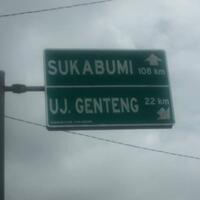 SUKABUMI
108 km
UJ. GENTENG
22 km